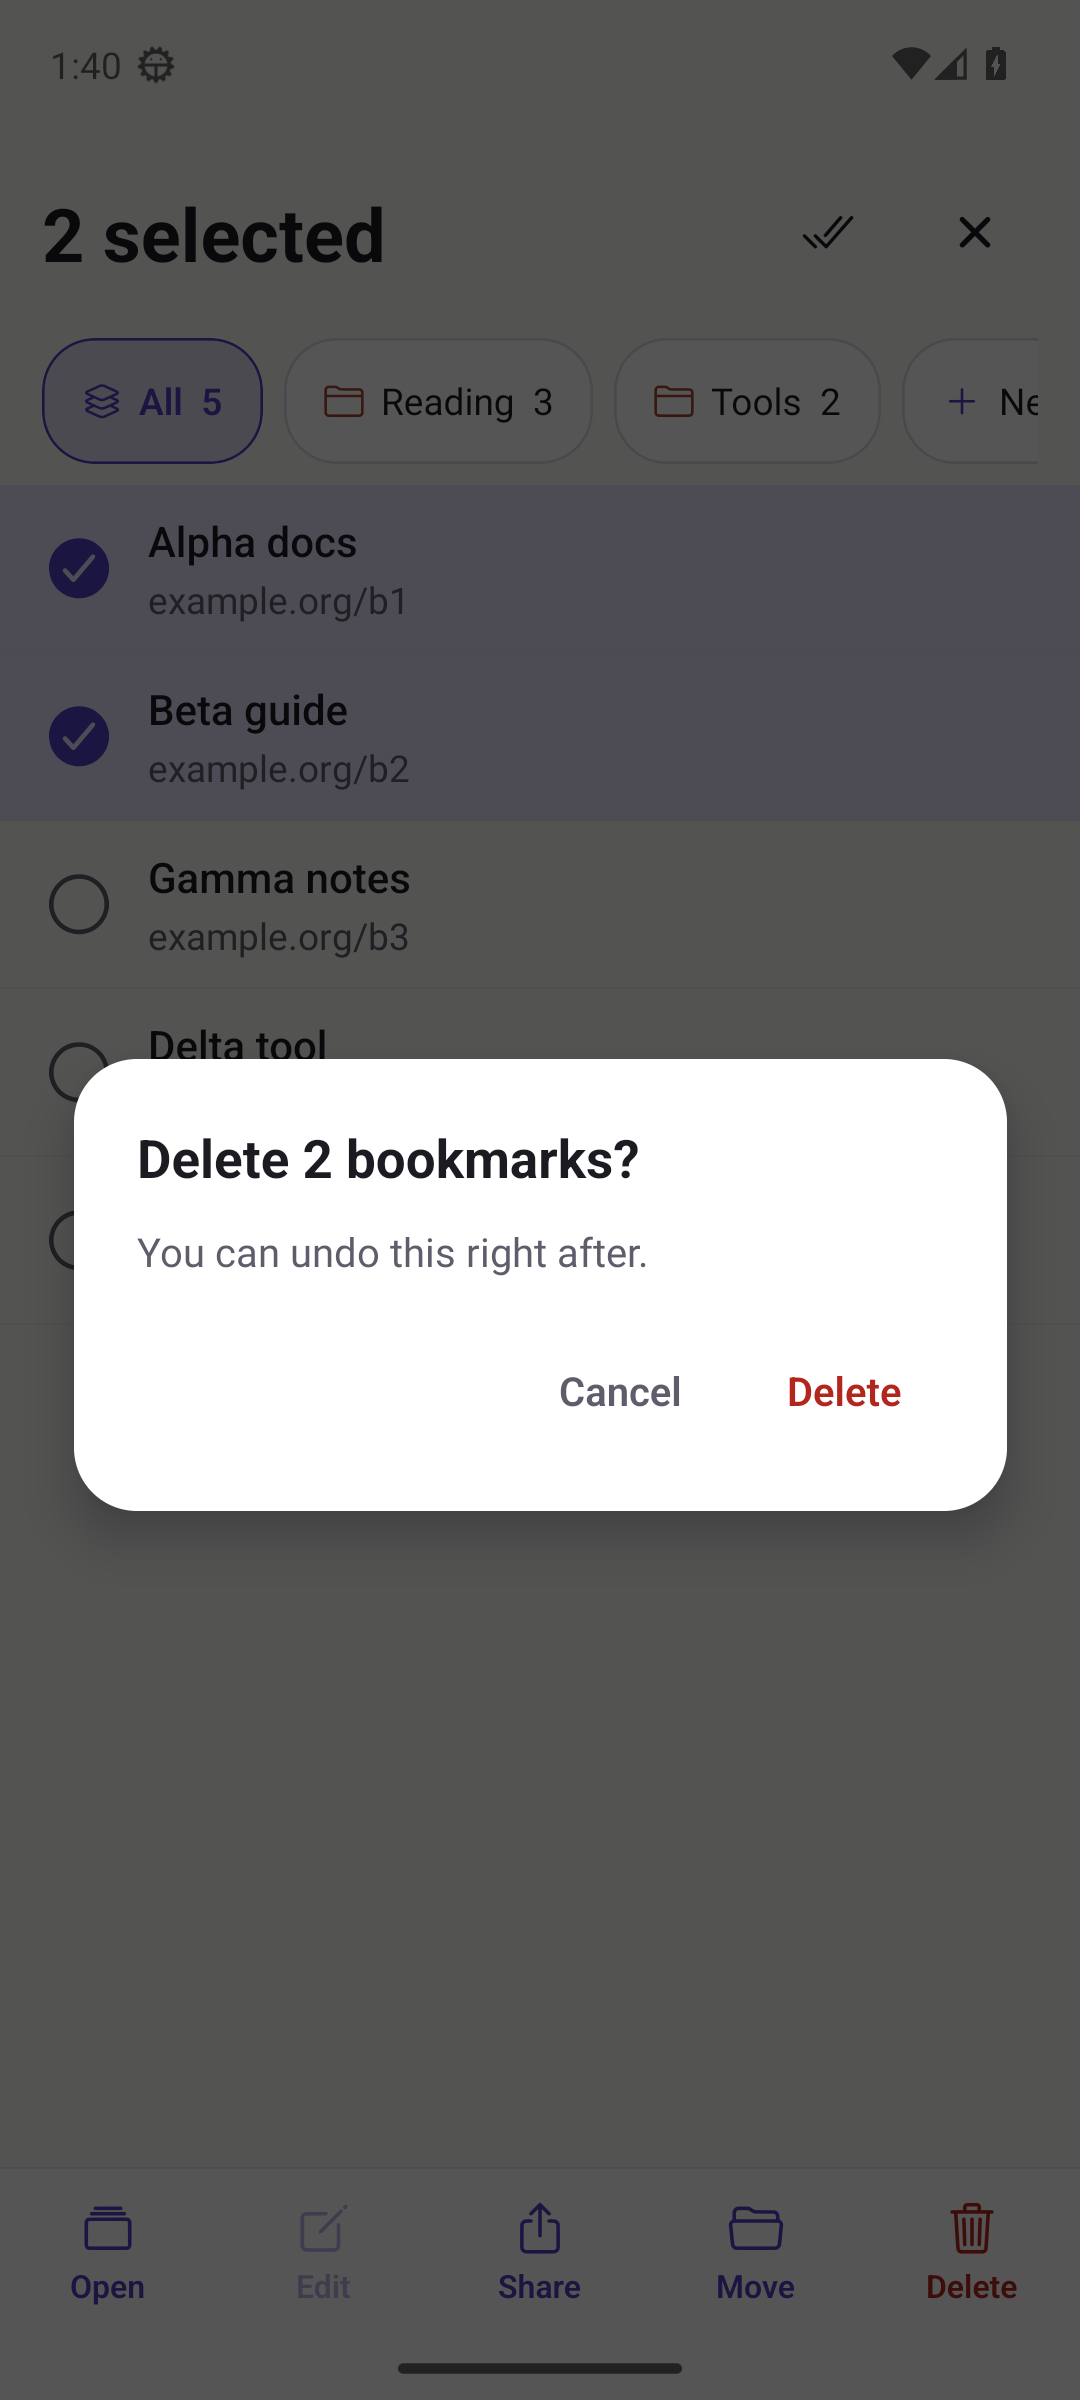 1:40
2 selected
All 5
Reading 3
Tools 2
Ne
Alpha docs
example.org/b1
Beta guide
example.org/b2
Gamma notes
example.org/b3
Delta tool
Delete 2 bookmarks?
You can undo this right after.
Cancel
Delete
Open
Edit
Share
Move
Delete